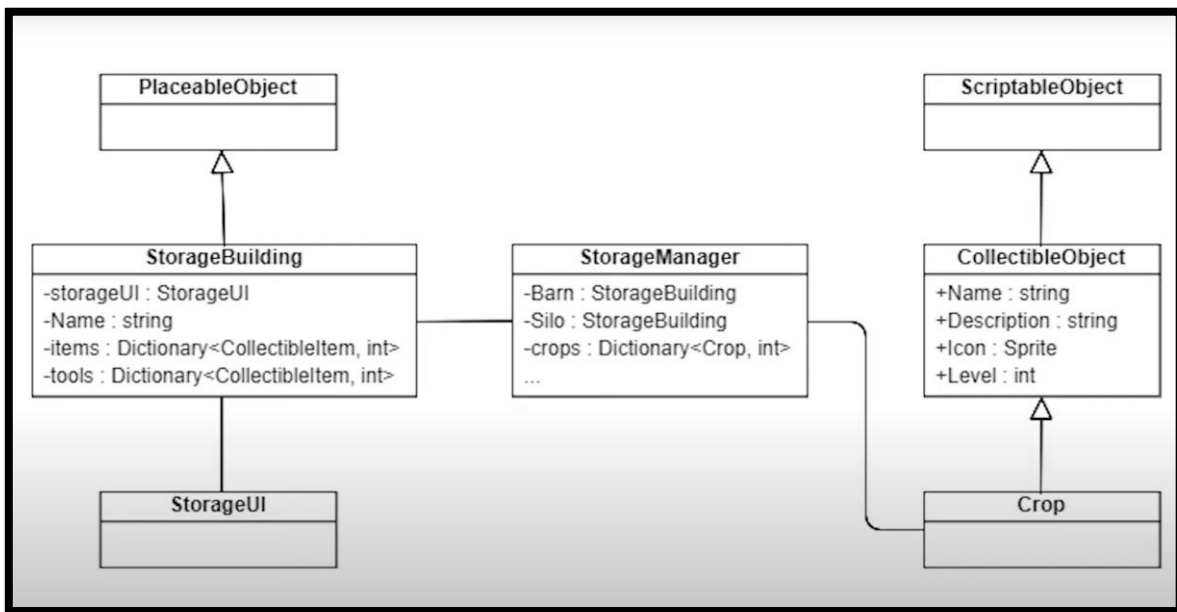 PlaceableObject
ScriptableObject
StorageBuilding
-storageUI : StorageUI
-Name : string
-items : Dictionary<CollectibleItem, int>
-tools : Dictionary<CollectibleItem, int>
StorageManager
-Barn : StorageBuilding
-Silo : StorageBuilding
-crops : Dictionary<Crop, int>
...
CollectibleObject
+Name : string
+Description : string
+Icon : Sprite
+Level : int
StorageUI
Crop